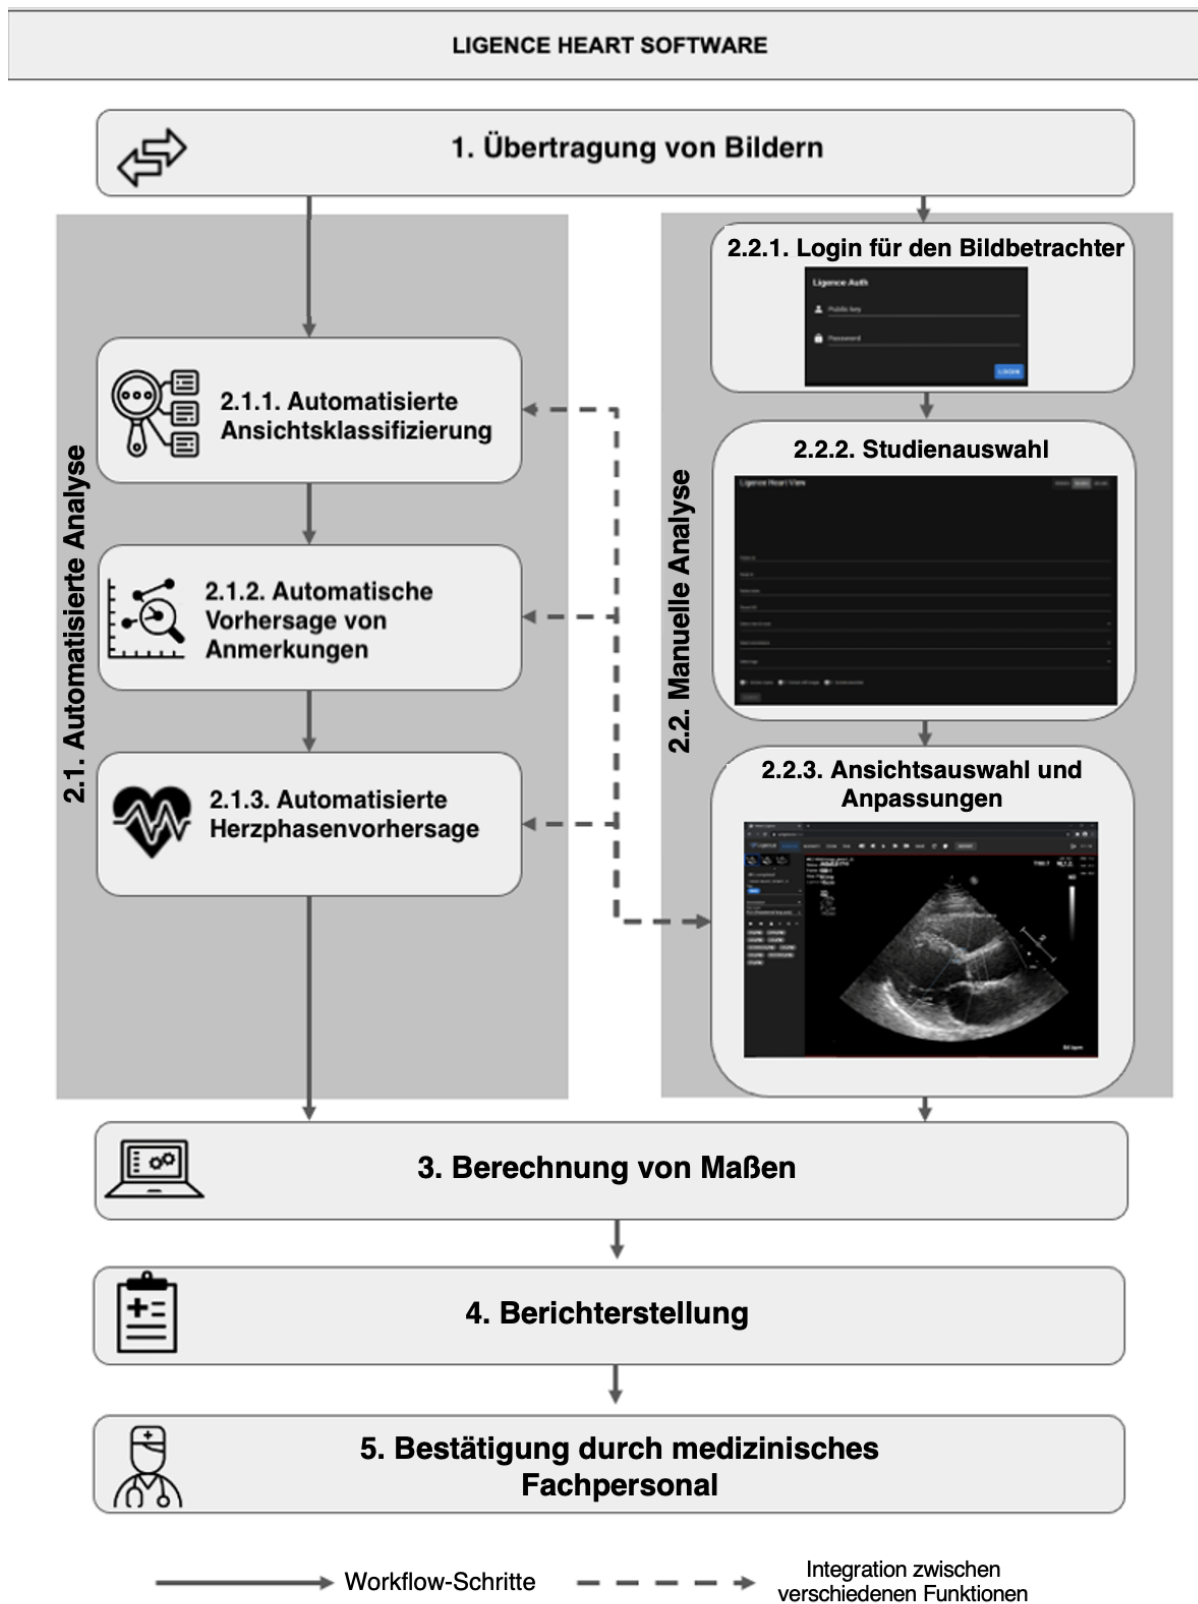 LIGENCE HEART SOFTWARE
1. Übertragung von Bildern
2.1. Automatisierte Analyse
2.1.1. Automatisierte
Ansichtsklassifizierung
2.1.2. Automatische
Vorhersage von
Anmerkungen
2.1.3. Automatisierte
Herzphasenvorhersage
2.2. Manuelle Analyse
2.2.1. Login für den Bildbetrachter
Ligence Auth
Public key
Password
LOGIN
2.2.2. Studienauswahl
Ligence Heart View
2.2.3. Ansichtsauswahl und
Anpassungen
3. Berechnung von Maßen
4. Berichterstellung
5. Bestätigung durch medizinisches
Fachpersonal
Workflow-Schritte
Integration zwischen
verschiedenen Funktionen